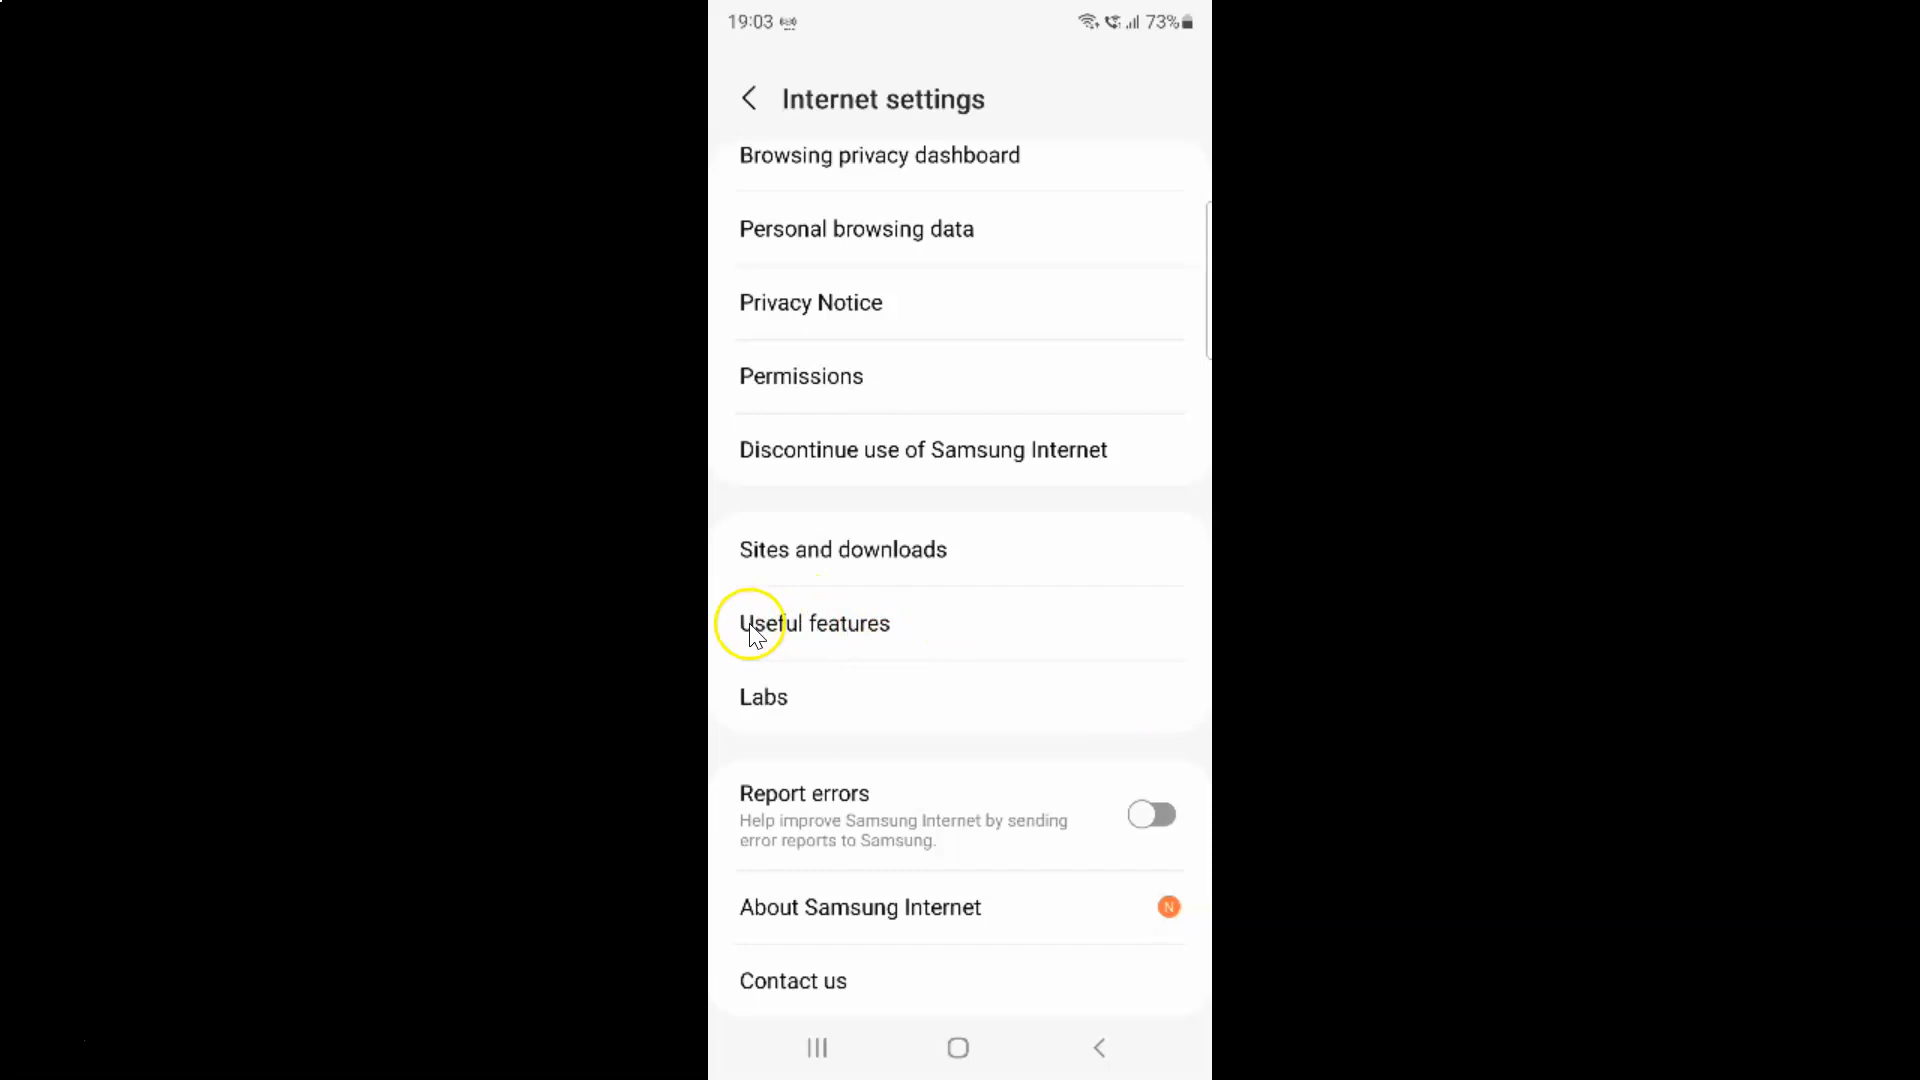 19:03 73%
Internet settings
Browsing privacy dashboard
Personal browsing data
Privacy Notice
Permissions
Discontinue use of Samsung Internet
Sites and downloads
Useful features
Labs
Report errors
Help improve Samsung Internet by sending
error reports to Samsung.
About Samsung Internet N
Contact us